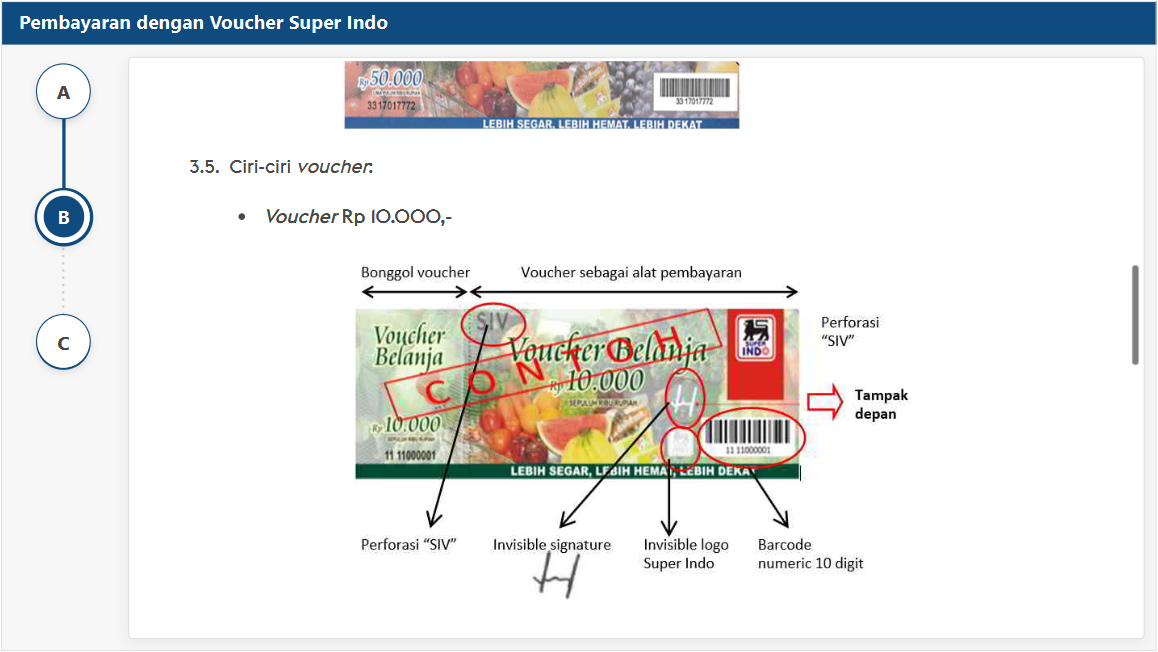 Pembayaran dengan Voucher Super Indo
A
B
C
Rp 50.000
LIMA PULUH RIBU RUPIAH
33 17017772
33 17017772
LEBIH SEGAR, LEBIH HEMAT, LEBIH DEKAT
3.5. Ciri-ciri voucher:
• Voucher Rp 10.000,-
Bonggol voucher
Voucher sebagai alat pembayaran
SIV
Voucher Belanja
Rp 10.000
SEPULUH RIBU RUPIAH
11 11000001
CONTOH
Voucher Belanja
Rp 10.000
SEPULUH RIBU RUPIAH
SUPER INDO
H
11 11000001
LEBIH SEGAR, LEBIH HEMAT, LEBIH DEKAT
Perforasi
“SIV”
Tampak
depan
Perforasi “SIV”
Invisible signature
H
Invisible logo
Super Indo
Barcode
numeric 10 digit